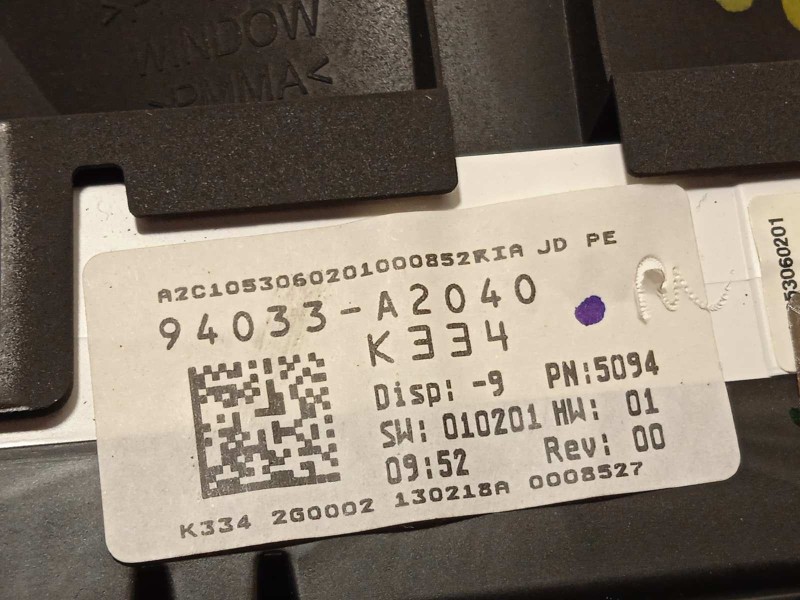 WINDOW
>PMMA<
A2C1053060201000852KIA JD PE
94033-A2040
K334
Disp: -9 PN:5094
SW: 010201 HW: 01
09:52 Rev: 00
K334 2G0002 130218A 0008527
53060201